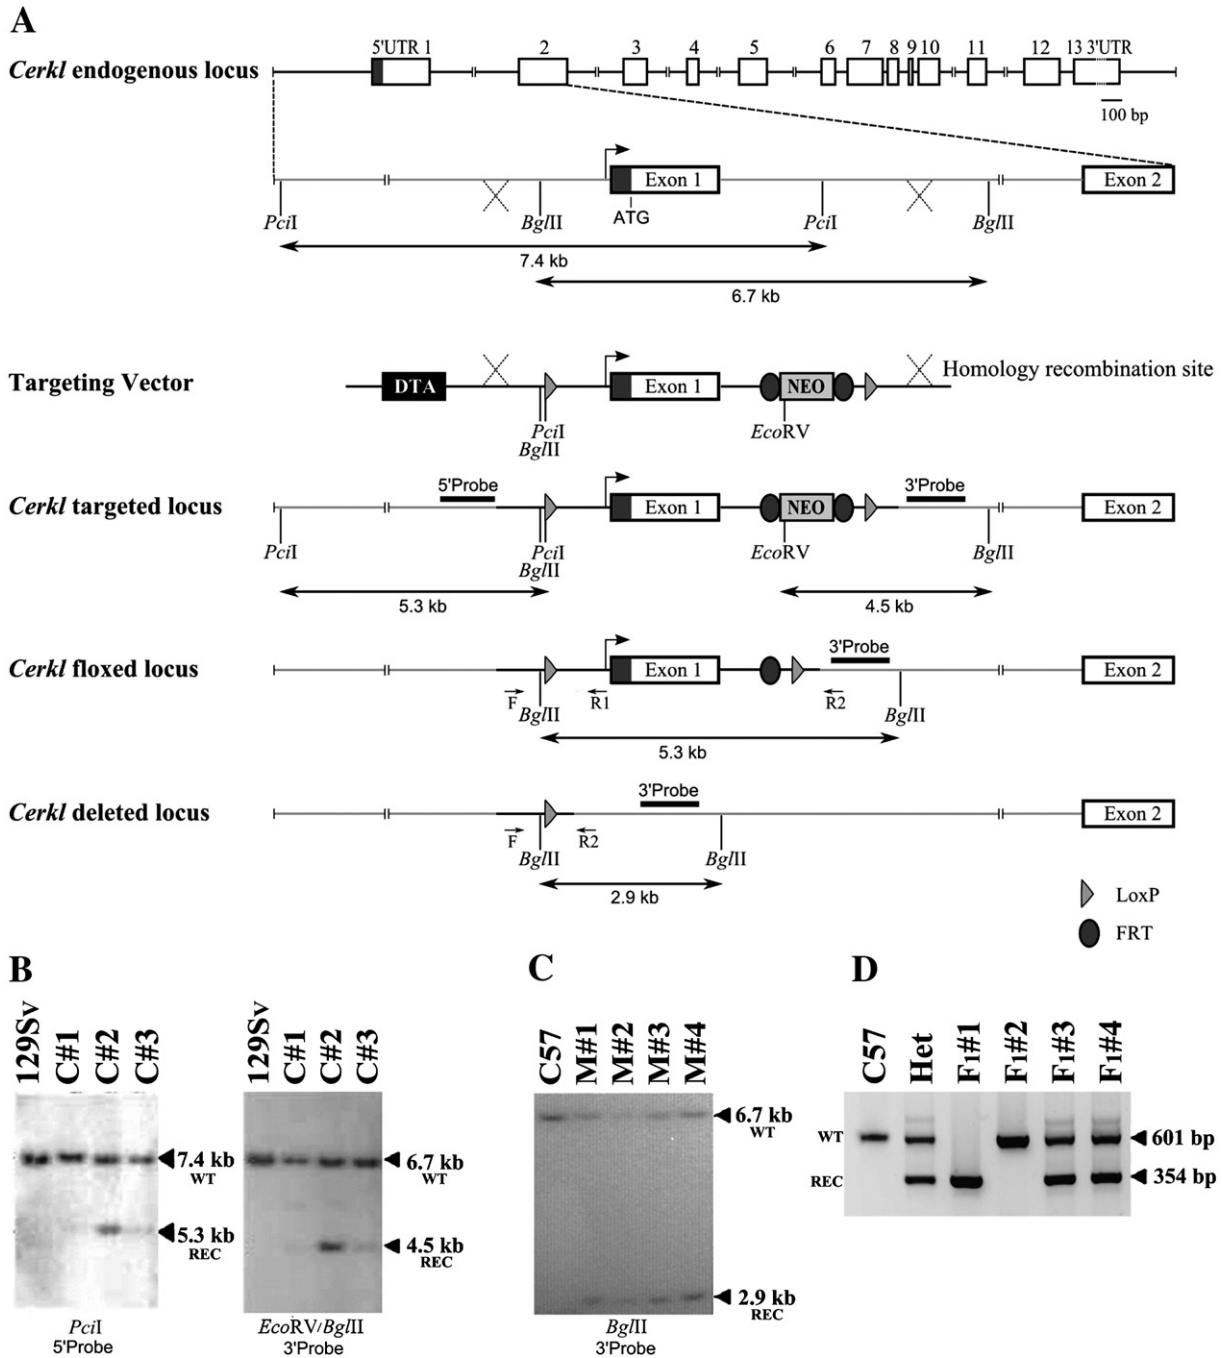 A
5'UTR 1 2 3 4 5 6 7 8 9 10 11 12 13 3'UTR
Cerkl endogenous locus
100 bp
Exon 1 Exon 2
PciI BglII ATG PciI BglII
7.4 kb
6.7 kb
Targeting Vector
DTA Exon 1 NEO Homology recombination site
PciI EcoRV
BglII
5'Probe 3'Probe
Cerkl targeted locus
Exon 1 NEO Exon 2
PciI PciI EcoRV BglII
BglII
5.3 kb 4.5 kb
3'Probe
Cerkl floxed locus
Exon 1 Exon 2
F R1 R2
BglII BglII
5.3 kb
3'Probe
Cerkl deleted locus
Exon 2
F R2
BglII BglII
2.9 kb
LoxP
FRT
B
129Sv C#1 C#2 C#3
7.4 kb
WT
5.3 kb
REC
PciI
5'Probe
129Sv C#1 C#2 C#3
6.7 kb
WT
4.5 kb
REC
EcoRV/BglII
3'Probe
C
C57 M#1 M#2 M#3 M#4
6.7 kb
WT
2.9 kb
REC
BglII
3'Probe
D
C57 Het F1#1 F1#2 F1#3 F1#4
WT 601 bp
REC 354 bp